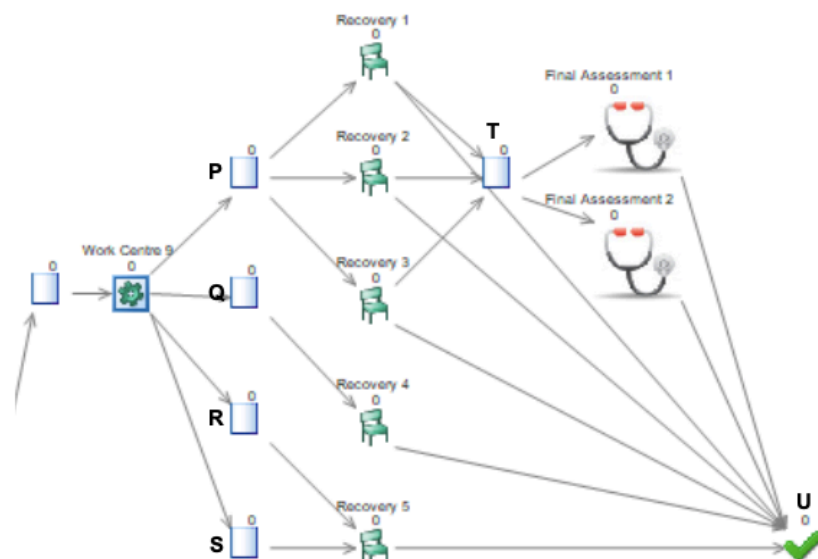 Recovery 1
0
T
Final Assessment 1
0
0
P
0
Recovery 2
0
Final Assessment 2
0
Work Centre 9
0
0
Q
0
Recovery 3
0
R
0
Recovery 4
0
S
0
Recovery 5
0
U
0